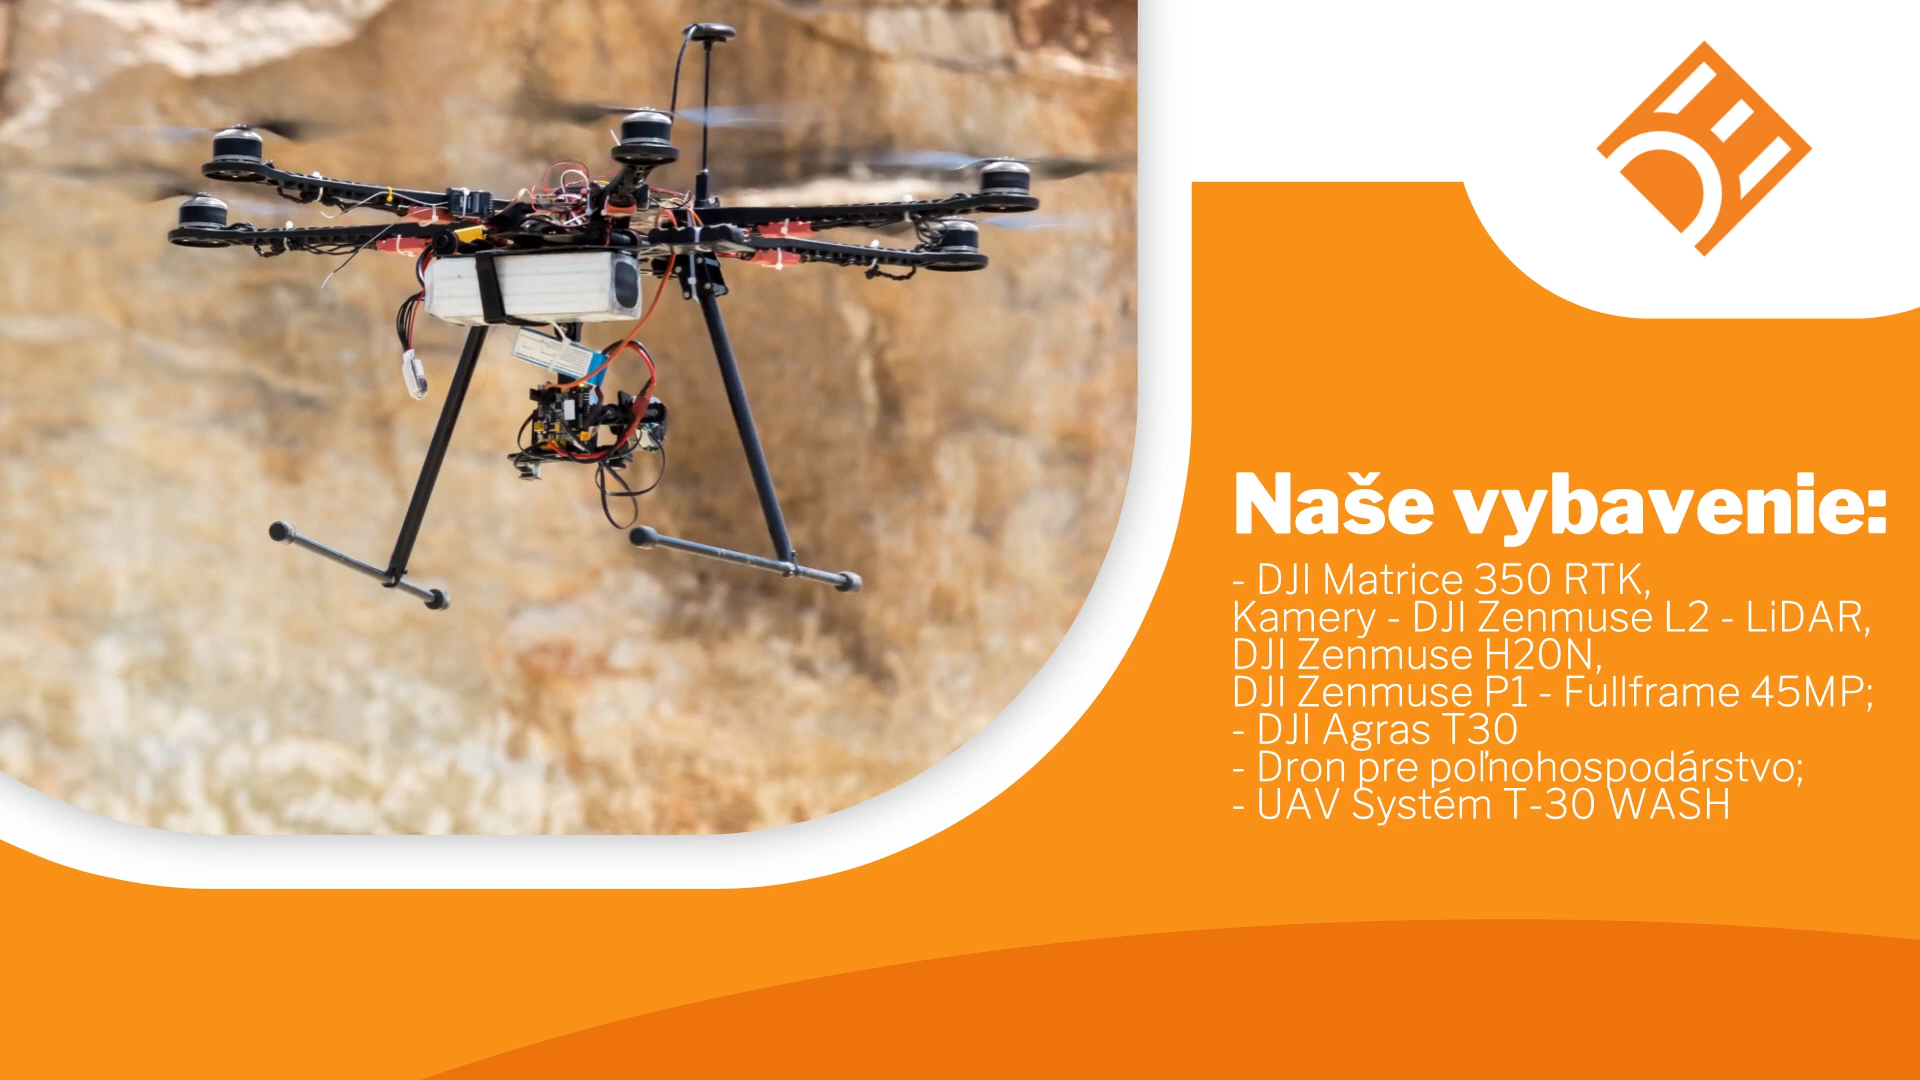 Naše vybavenie:
- DJI Matrice 350 RTK,
Kamery - DJI Zenmuse L2 - LiDAR,
DJI Zenmuse H20N,
DJI Zenmuse P1 - Fullframe 45MP;
- DJI Agras T30
- Dron pre poľnohospodárstvo;
- UAV Systém T-30 WASH